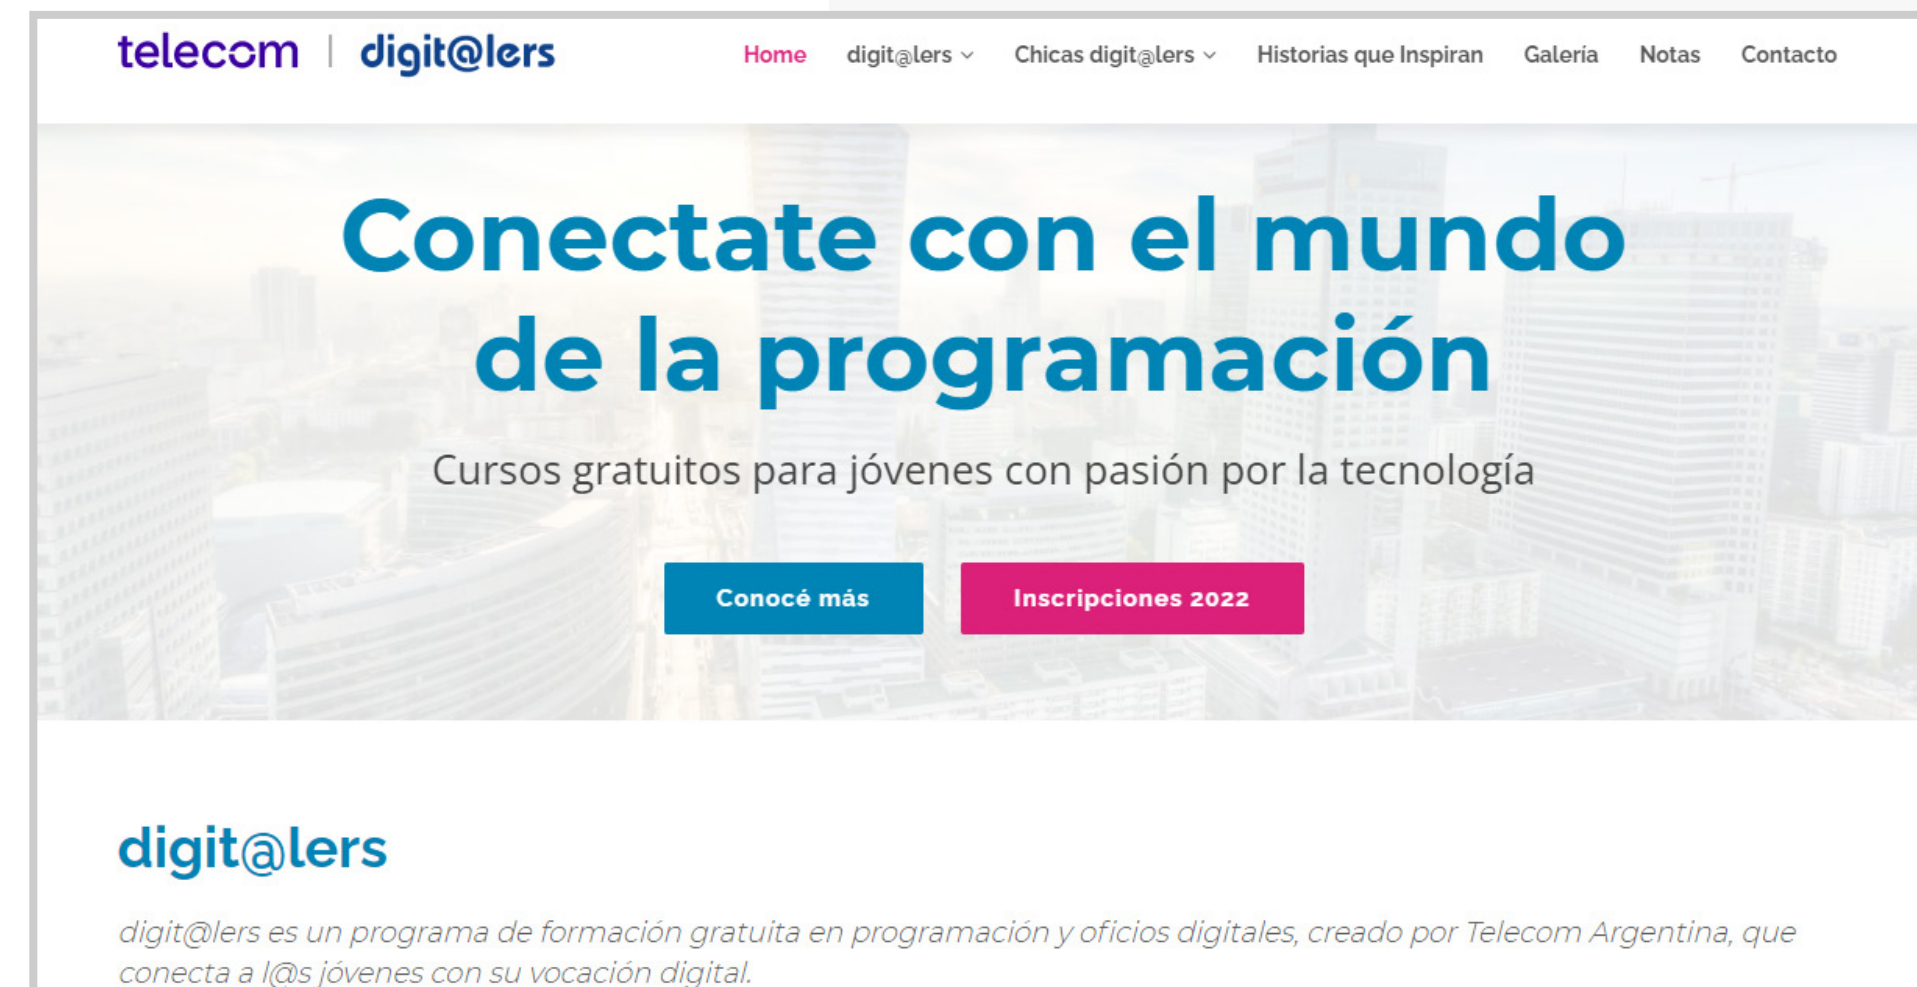 telecom | digit@lers
Home digit@lers Chicas digit@lers Historias que Inspiran Galería Notas Contacto
Conectate con el mundo
de la programación
Cursos gratuitos para jóvenes con pasión por la tecnología
Conocé más
Inscripciones 2022
digit@lers
digit@lers es un programa de formación gratuita en programación y oficios digitales, creado por Telecom Argentina, que
conecta a l@s jóvenes con su vocación digital.